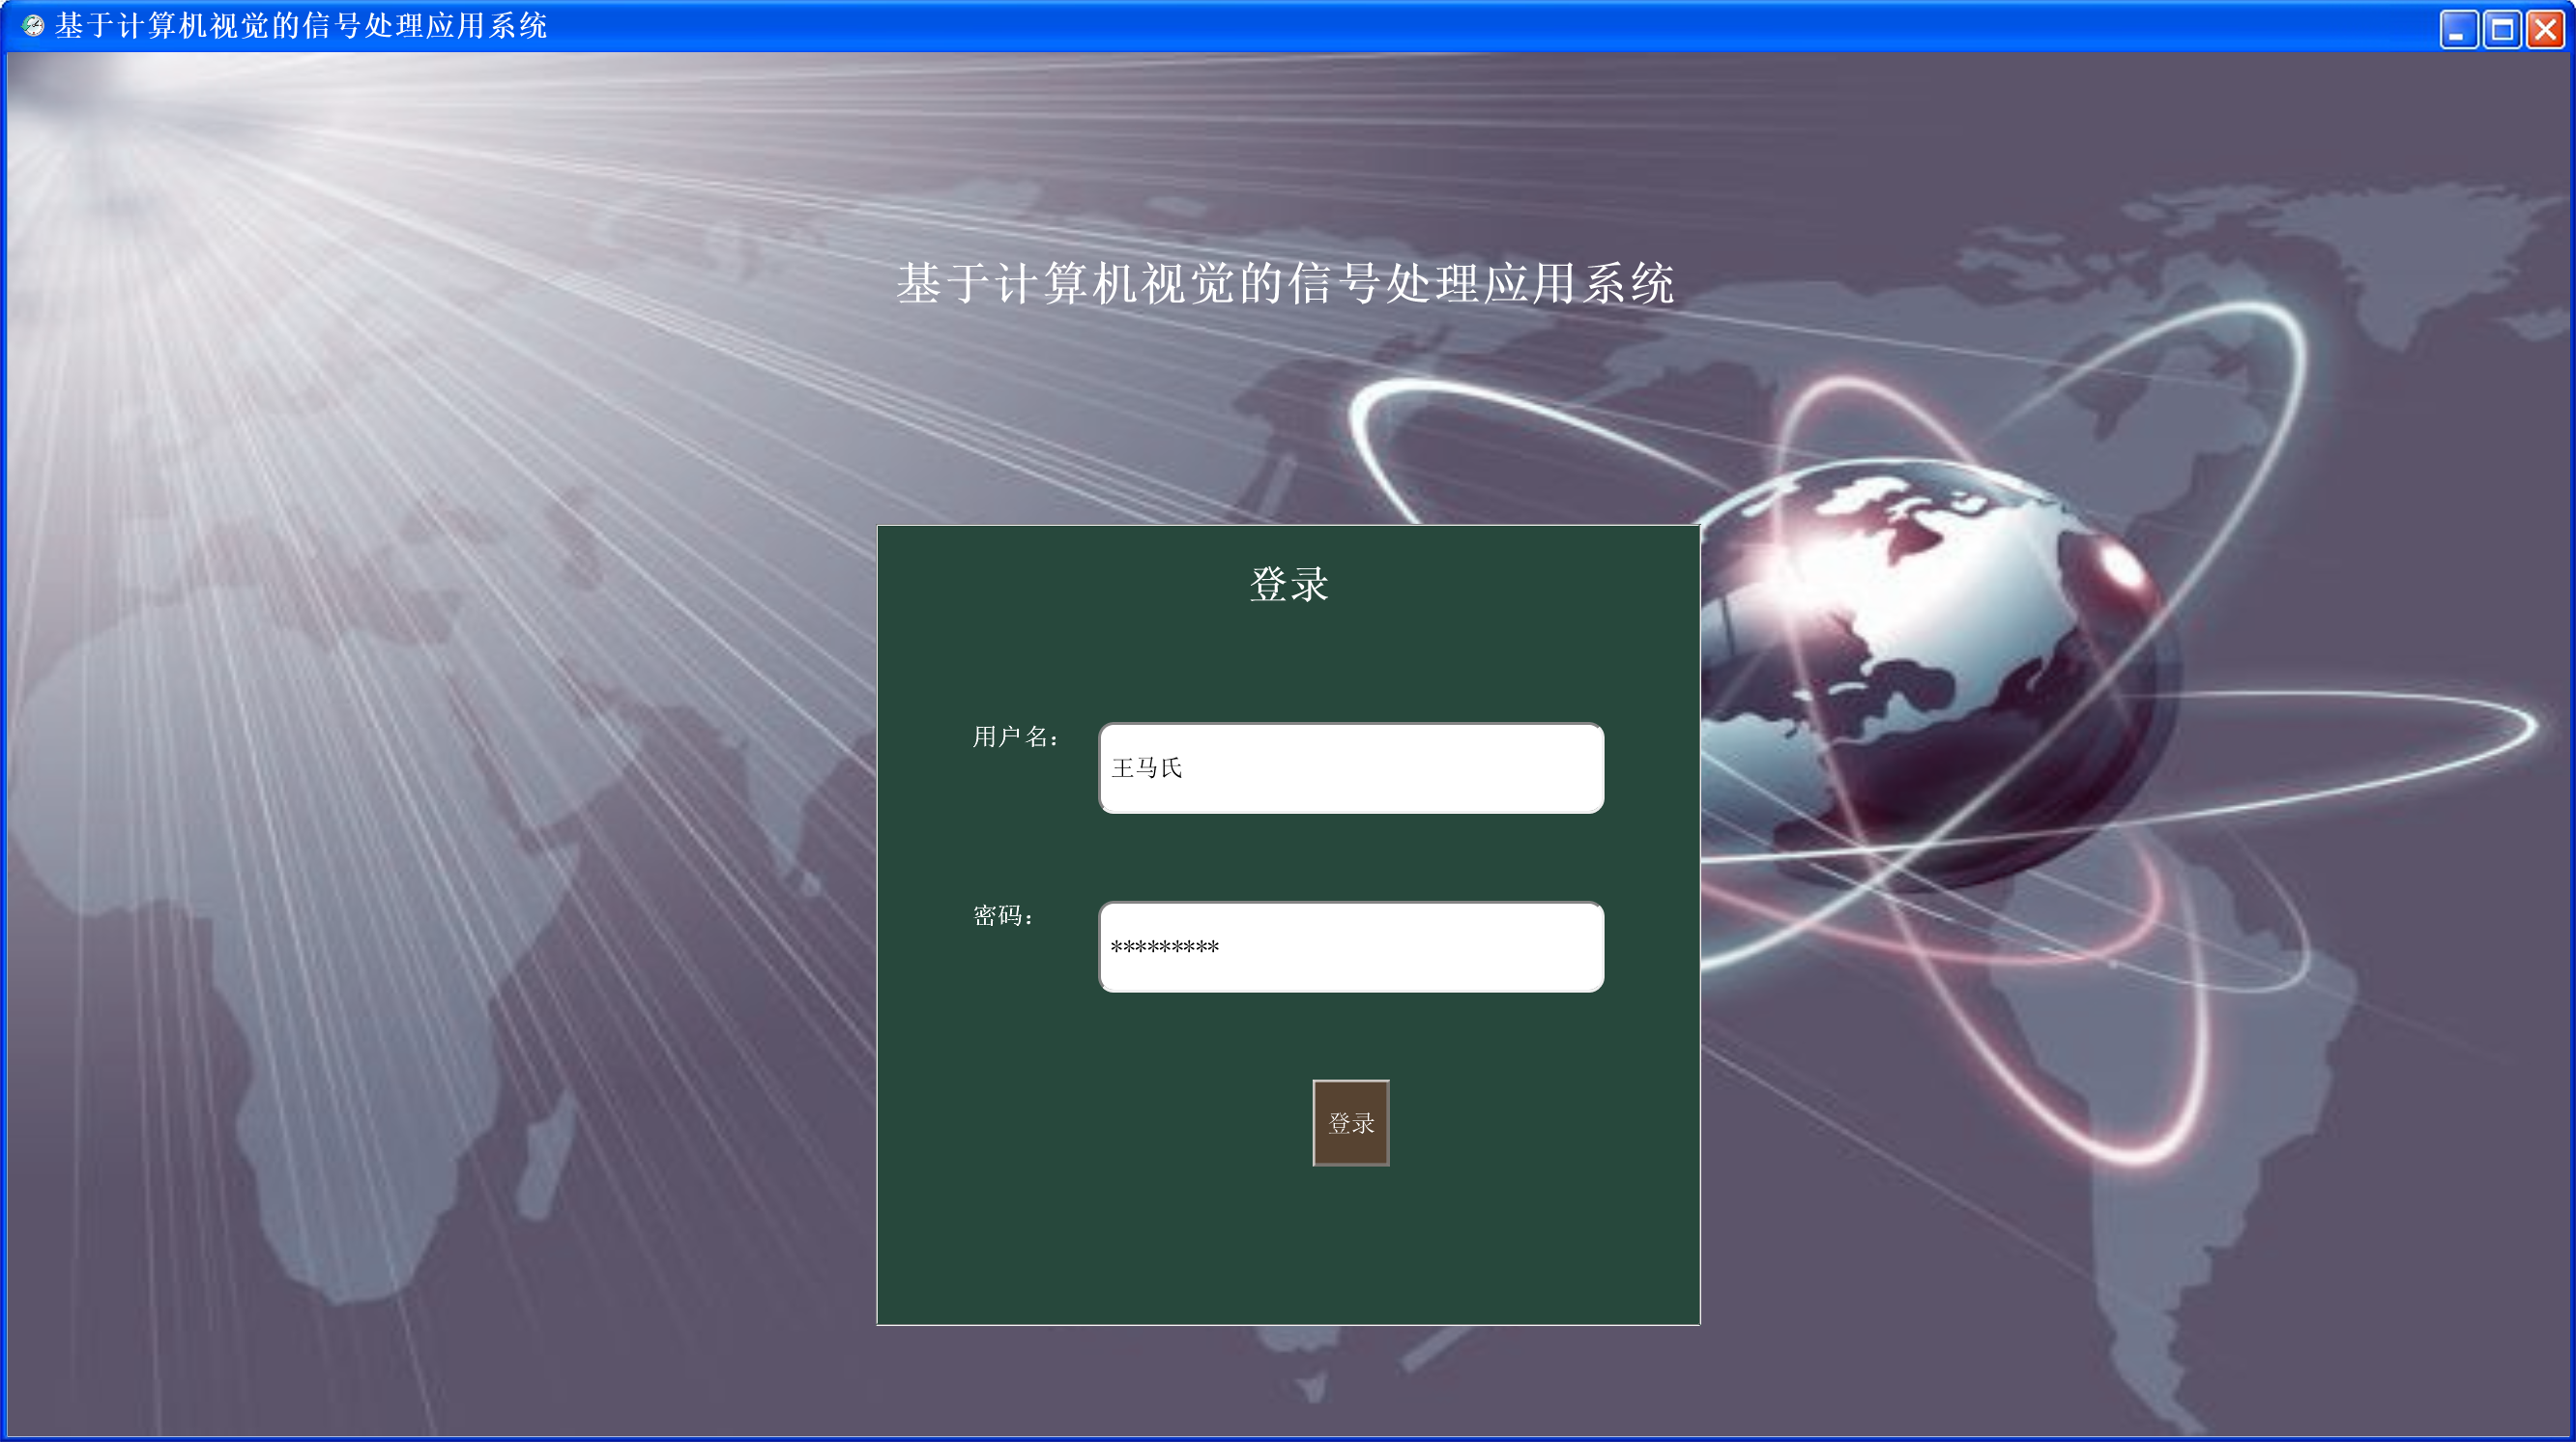 基于计算机视觉的信号处理应用系统
基于计算机视觉的信号处理应用系统
登录
用户名：
王马氏
密码：
*********
登录